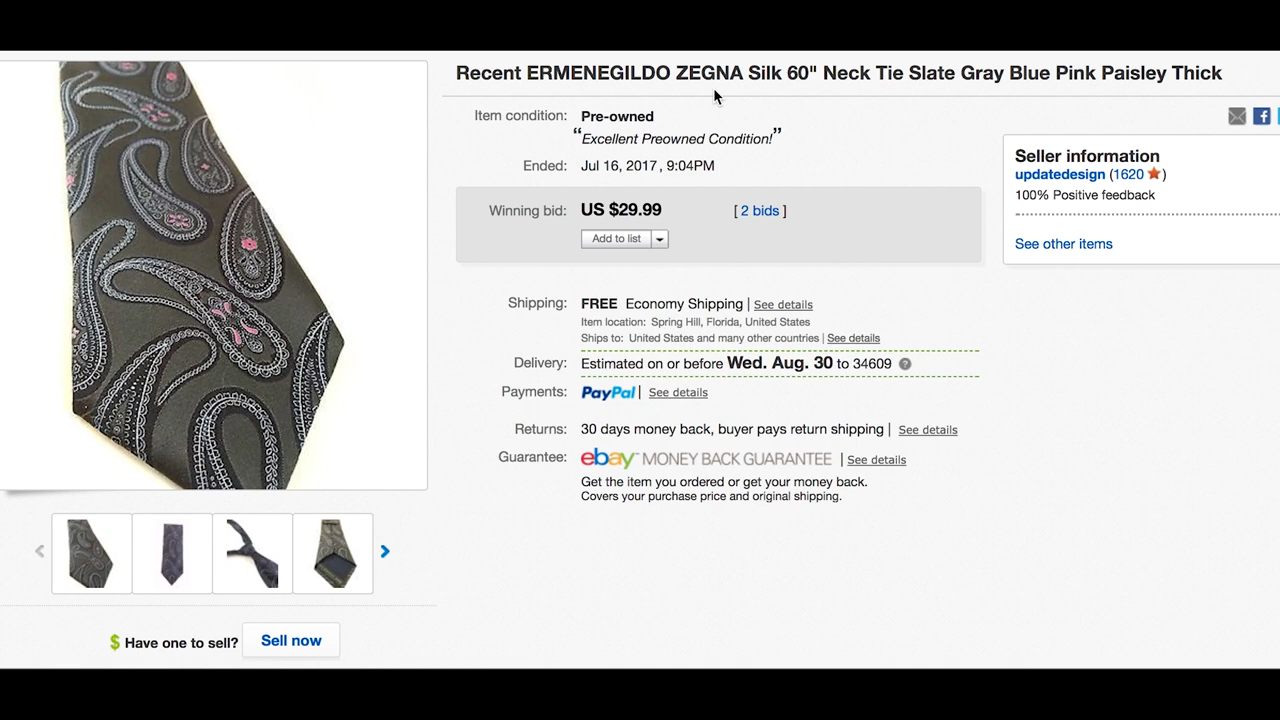 Recent ERMENEGILDO ZEGNA Silk 60" Neck Tie Slate Gray Blue Pink Paisley Thick
Item condition: Pre-owned
“Excellent Preowned Condition!”
Ended: Jul 16, 2017 , 9:04PM
Winning bid: US $29.99 [ 2 bids ]
Add to list
Shipping: FREE Economy Shipping | See details
Item location: Spring Hill, Florida, United States
Ships to: United States and many other countries | See details
Delivery: Estimated on or before Wed. Aug. 30 to 34609 ?
Payments: PayPal | See details
Returns: 30 days money back, buyer pays return shipping | See details
Guarantee: ebay™ MONEY BACK GUARANTEE | See details
Get the item you ordered or get your money back.
Covers your purchase price and original shipping.
Seller information
updatedesign (1620 ★)
100% Positive feedback
See other items
$ Have one to sell? Sell now